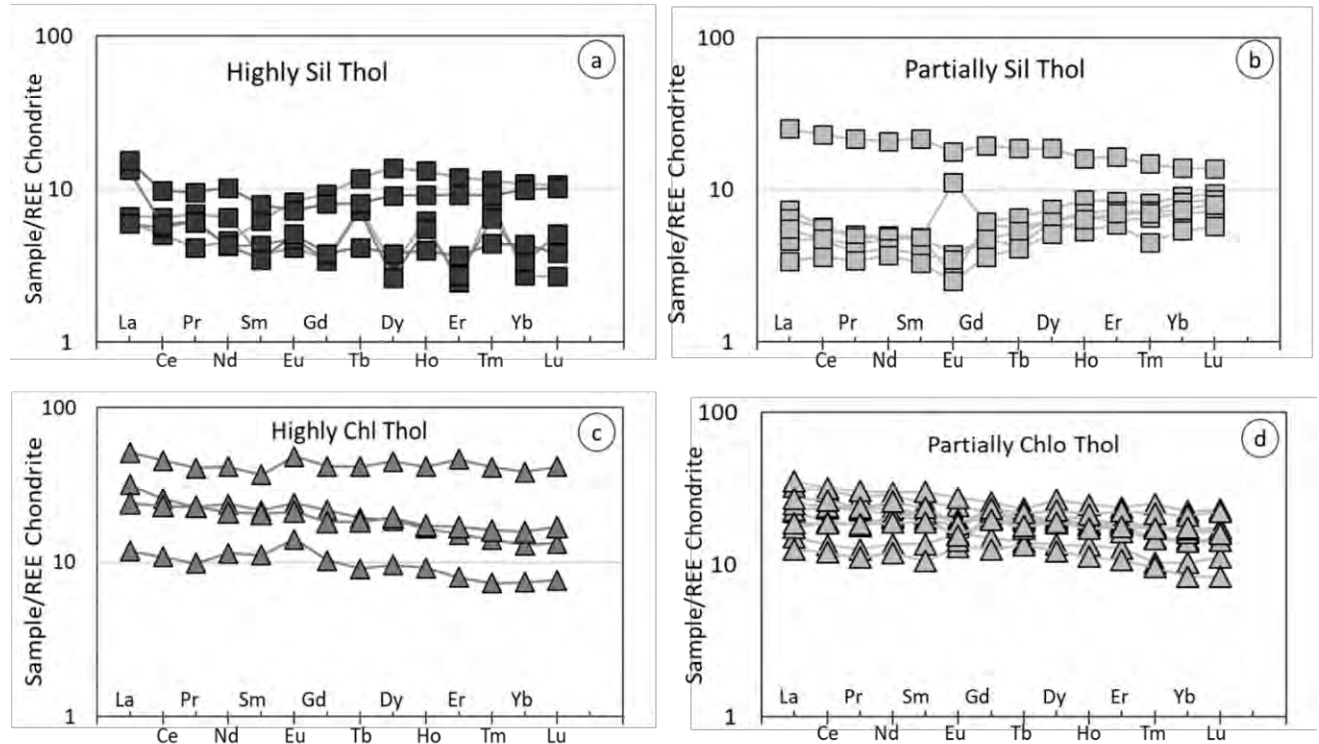 100
Highly Sil Thol
a
Sample/REE Chondrite
10
La Pr Sm Eu Gd Dy Er Yb
1
Ce Nd Eu Tb Ho Tm Lu
100
Partially Sil Thol
b
Sample/REE Chondrite
10
La Pr Sm Gd Dy Er Yb
1
Ce Nd Eu Tb Ho Tm Lu
100
Highly Chl Thol
c
Sample/REE Chondrite
10
La Pr Sm Gd Dy Er Yb
1
Ce Nd Eu Tb Ho Tm Lu
100
Partially Chlo Thol
d
Sample/REE Chondrite
10
La Pr Sm Gd Dy Er Yb
1
Ce Nd Eu Tb Ho Tm Lu